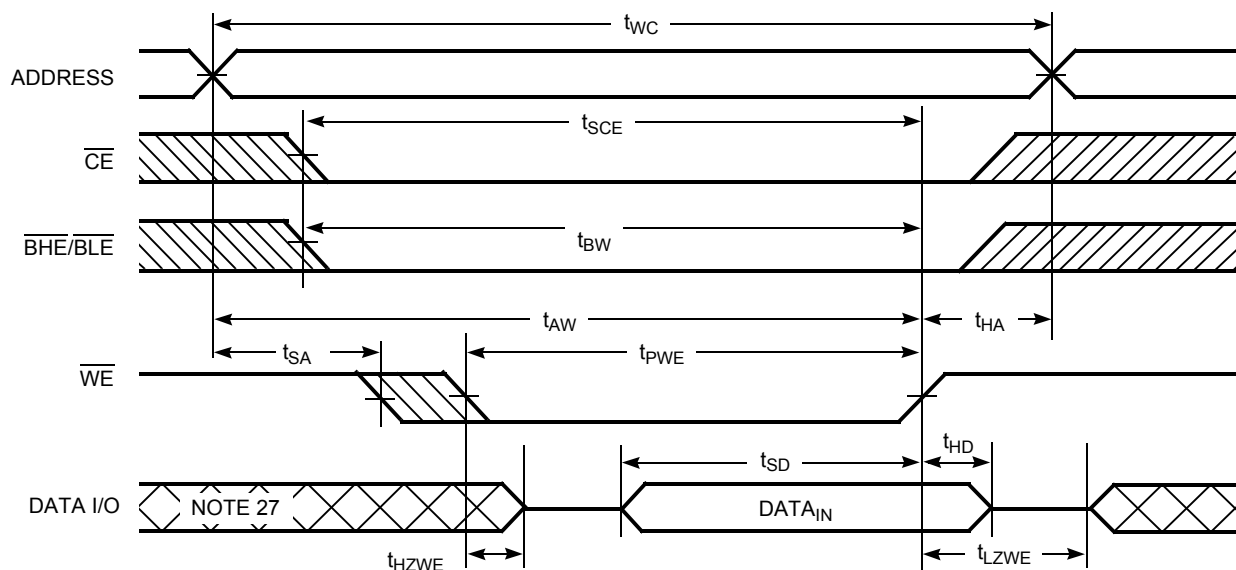 tWC
ADDRESS
tSCE
CE
BHE/BLE
tBW
tAW
tHA
tSA
tPWE
WE
tHD
tSD
DATA I/O
NOTE 27
DATAIN
tHZWE
tLZWE